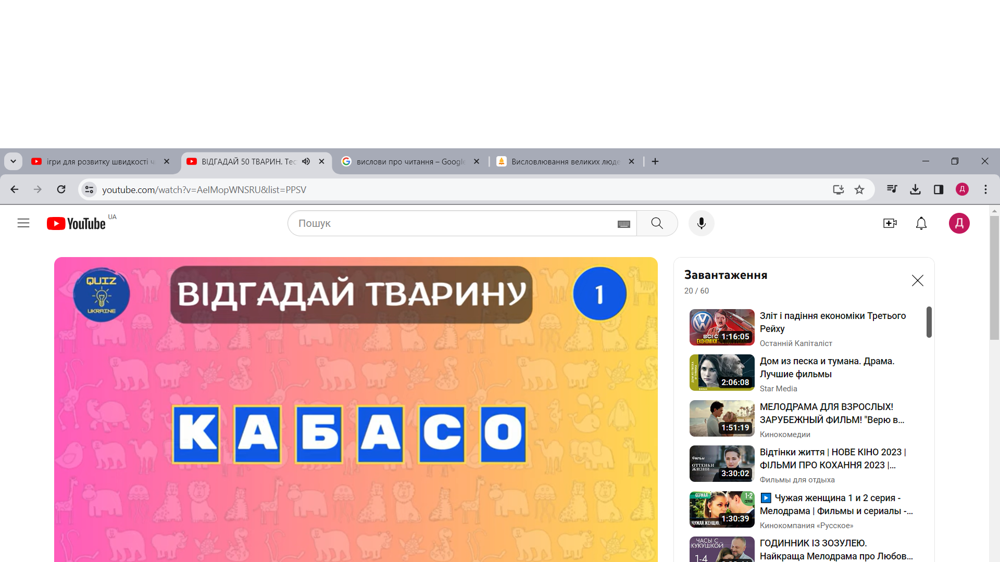 ігри для розвитку швидкості ч
ВІДГАДАЙ 50 ТВАРИН. Тес
вислови про читання – Google
Висловлювання великих люде
youtube.com/watch?v=AeIMopWNSRU&list=PPSV
Д
YouTube UA
Пошук
Д
QUIZ
UKRAINE
ВІДГАДАЙ ТВАРИНУ
1
КАБАСО
Завантаження
20 / 60
1:16:05
Зліт і падіння економіки Третього
Рейху
Останній Капіталіст
2:06:08
Дом из песка и тумана. Драма.
Лучшие фильмы
Star Media
1:51:19
МЕЛОДРАМА ДЛЯ ВЗРОСЛЫХ!
ЗАРУБЕЖНЫЙ ФИЛЬМ! "Верю в...
Кинокомедии
Фильм
ОТТЕНКИ
ЖИЗНИ
3:30:02
Відтінки життя | НОВЕ КІНО 2023 |
ФІЛЬМИ ПРО КОХАННЯ 2023 |...
Фильмы для отдыха
СЕРИАЛ
1-2
СЕРИЯ
ЧУЖАЯ ЖЕНЩИН
1:30:39
Чужая женщина 1 и 2 серия -
Мелодрама | Фильмы и сериалы -...
Кинокомпания «Русское»
ЧАСЫ С
КУКУШКОЙ
1-4
ГОДИННИК ІЗ ЗОЗУЛЕЮ.
Найкраща Мелодрама про Любов...